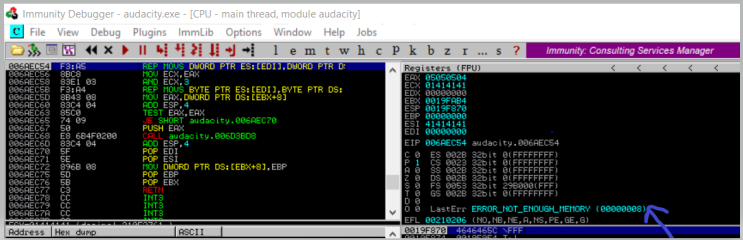 Immunity Debugger - audacity.exe - [CPU - main thread, module audacity]
C File View Debug Plugins ImmLib Options Window Help Jobs
l e m t w h c P k b z r ... s ? Immunity: Consulting Services Manager
006AEC54 F3:A5 REP MOVS DWORD PTR ES:[EDI],DWORD PTR D:
006AEC56 8BC8 MOV ECX,EAX
006AEC58 83E1 03 AND ECX,3
006AEC5B F3:A4 REP MOVS BYTE PTR ES:[EDI],BYTE PTR DS:
006AEC5D 8B43 08 MOV EAX,DWORD PTR DS:[EBX+8]
006AEC60 83C4 04 ADD ESP,4
006AEC63 85C0 TEST EAX,EAX
006AEC65 74 09 JE SHORT audacity.006AEC70
006AEC67 50 PUSH EAX
006AEC68 E8 6B4F0200 CALL audacity.006D3BD8
006AEC6D 83C4 04 ADD ESP,4
006AEC70 5F POP EDI
006AEC71 5E POP ESI
006AEC72 896B 08 MOV DWORD PTR DS:[EBX+8],EBP
006AEC75 5D POP EBP
006AEC76 5B POP EBX
006AEC77 C3 RETN
006AEC78 CC INT3
006AEC79 CC INT3
006AEC7A CC INT3
Address Hex dump ASCII
Registers (FPU) < < < <
EAX 05050504
ECX 01414141
EDX 00000000
EBX 0019FAB4
ESP 0019F870
EBP 00000000
ESI 41414141
EDI 00000000
EIP 006AEC54 audacity.006AEC54
C 0 ES 002B 32bit 0(FFFFFFFF)
P 1 CS 0023 32bit 0(FFFFFFFF)
A 0 SS 002B 32bit 0(FFFFFFFF)
Z 0 DS 002B 32bit 0(FFFFFFFF)
S 0 FS 0053 32bit 29B000(FFF)
T 0 GS 002B 32bit 0(FFFFFFFF)
D 0
O 0 LastErr ERROR_NOT_ENOUGH_MEMORY (00000008)
EFL 00210206 (NO,NB,NE,A,NS,PE,GE,G)
0019F870 4646465C \FFF